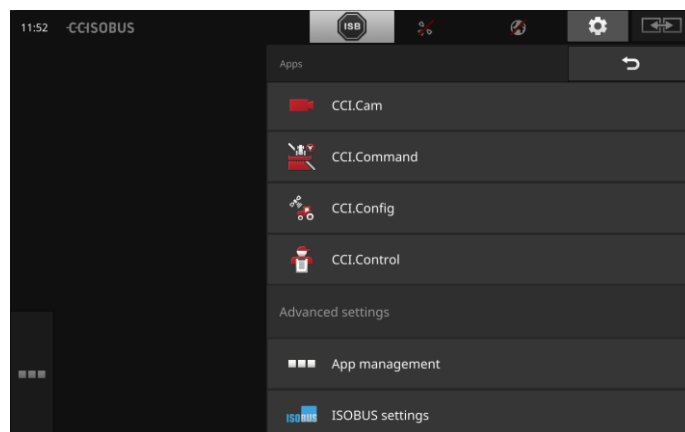 11:52 CCISOBUS
ISB
Apps
CCI.Cam
CCI.Command
CCI.Config
CCI.Control
Advanced settings
App management
ISOBUS ISOBUS settings